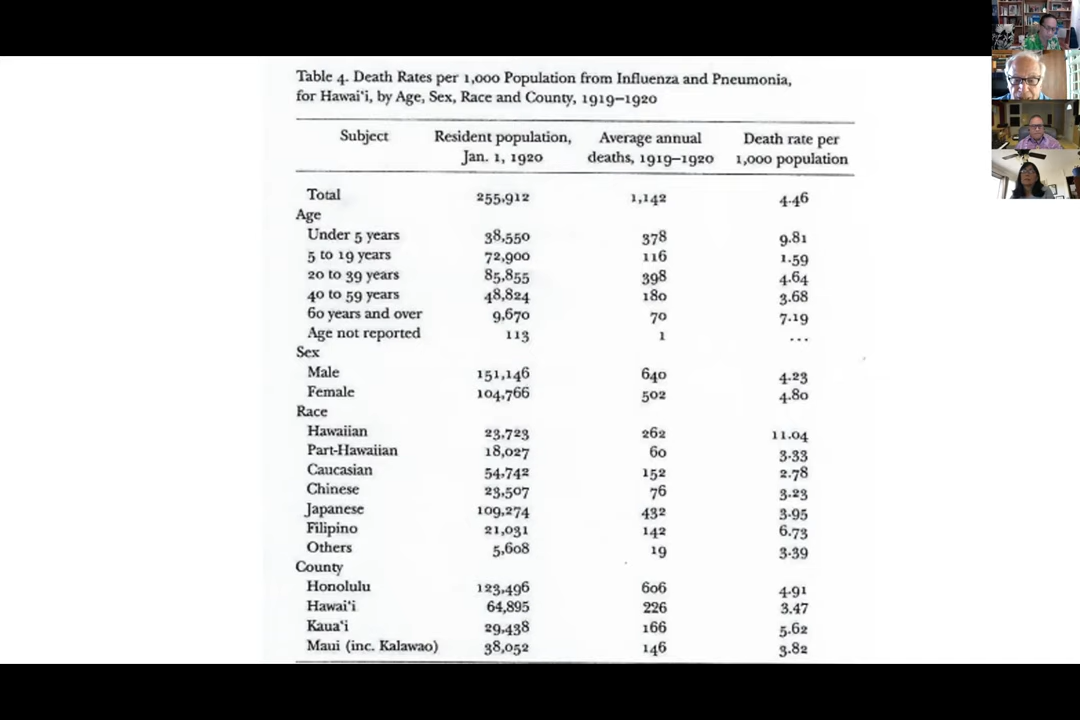 Table 4. Death Rates per 1,000 Population from Influenza and Pneumonia,
for Hawai‘i, by Age, Sex, Race and County, 1919–1920
Subject Resident population, Average annual Death rate per
Jan. 1, 1920 deaths, 1919–1920 1,000 population
Total 255,912 1,142 4.46
Age
Under 5 years 38,550 378 9.81
5 to 19 years 72,900 116 1.59
20 to 39 years 85,855 398 4.64
40 to 59 years 48,824 180 3.68
60 years and over 9,670 70 7.19
Age not reported 113 1 ...
Sex
Male 151,146 640 4.23
Female 104,766 502 4.80
Race
Hawaiian 23,723 262 11.04
Part-Hawaiian 18,027 60 3.33
Caucasian 54,742 152 2.78
Chinese 23,507 76 3.23
Japanese 109,274 432 3.95
Filipino 21,031 142 6.73
Others 5,608 19 3.39
County
Honolulu 123,496 606 4.91
Hawai‘i 64,895 226 3.47
Kaua‘i 29,438 166 5.62
Maui (inc. Kalawao) 38,052 146 3.82